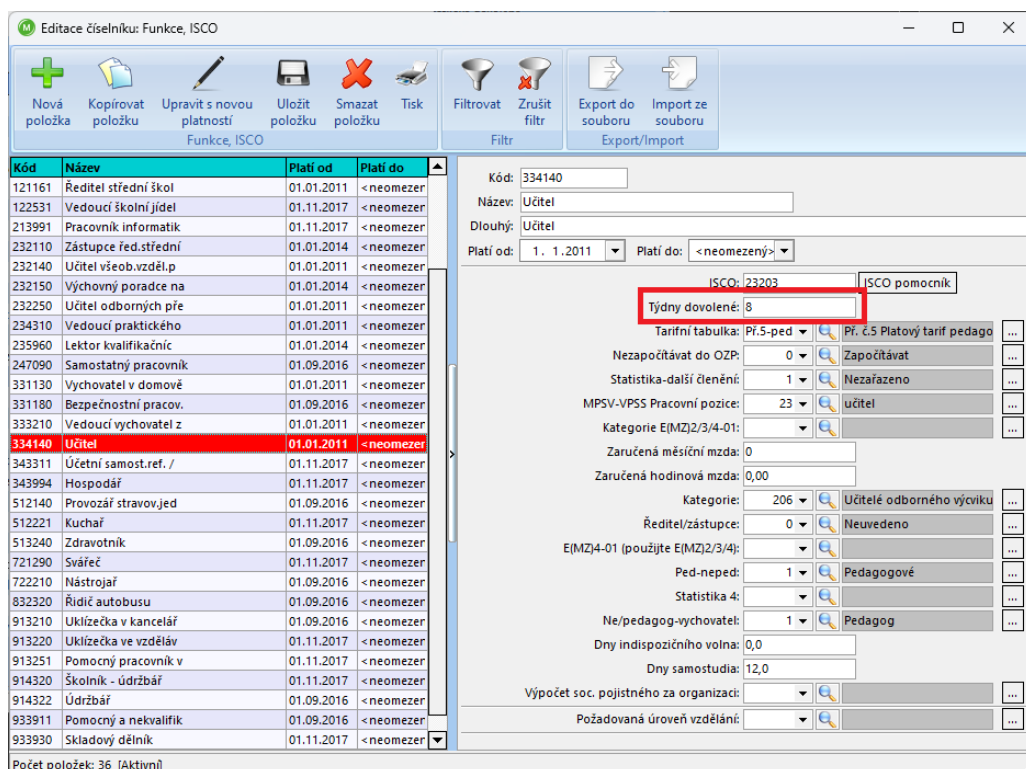 Editace číselníku: Funkce, ISCO
Nová položka
Kopírovat položku
Upravit s novou platností
Uložit položku
Smazat položku
Tisk
Filtrovat
Zrušit filtr
Export do souboru
Import ze souboru
Funkce, ISCO
Filtr
Export/Import
Kód Název Platí od Platí do
121161 Ředitel střední škol 01.01.2011 <neomezer
122531 Vedoucí školní jídel 01.11.2017 <neomezer
213991 Pracovník informatik 01.11.2017 <neomezer
232110 Zástupce řed.střední 01.01.2014 <neomezer
232140 Učitel všeob.vzděl.p 01.01.2011 <neomezer
232150 Výchovný poradce na 01.01.2014 <neomezer
232250 Učitel odborných pře 01.01.2011 <neomezer
234310 Vedoucí praktického 01.01.2011 <neomezer
235960 Lektor kvalifikačníc 01.01.2014 <neomezer
247090 Samostatný pracovník 01.09.2016 <neomezer
331130 Vychovatel v domově 01.01.2011 <neomezer
331180 Bezpečnostní pracov. 01.09.2016 <neomezer
333210 Vedoucí vychovatel z 01.01.2011 <neomezer
334140 Učitel 01.01.2011 <neomezer
343311 Účetní samost.ref. / 01.11.2017 <neomezer
343994 Hospodář 01.11.2017 <neomezer
512140 Provozář stravov.jed 01.09.2016 <neomezer
512221 Kuchař 01.11.2017 <neomezer
513240 Zdravotník 01.09.2016 <neomezer
721290 Svářeč 01.11.2017 <neomezer
722210 Nástrojař 01.09.2016 <neomezer
832320 Řidič autobusu 01.09.2016 <neomezer
913210 Uklízečka v kancelář 01.09.2016 <neomezer
913220 Uklízečka ve vzděláv 01.11.2017 <neomezer
913251 Pomocný pracovník v 01.11.2017 <neomezer
914320 Školník - údržbář 01.11.2017 <neomezer
914322 Údržbář 01.09.2016 <neomezer
933911 Pomocný a nekvalifik 01.09.2016 <neomezer
933930 Skladový dělník 01.11.2017 <neomezer
Kód: 334140
Název: Učitel
Dlouhý: Učitel
Platí od: 1. 1.2011 Platí do: <neomezený>
ISCO: 23203 ISCO pomocník
Týdny dovolené: 8
Tarifní tabulka: Př.5-ped Př. č.5 Platový tarif pedago ...
Nezapočítávat do OZP: 0 Započítávat ...
Statistika-další členění: 1 Nezařazeno ...
MPSV-VPSS Pracovní pozice: 23 učitel ...
Kategorie E(MZ)2/3/4-01: ...
Zaručená měsíční mzda: 0
Zaručená hodinová mzda: 0,00
Kategorie: 206 Učitelé odborného výcviku ...
Ředitel/zástupce: 0 Neuvedeno ...
E(MZ)4-01 (použijte E(MZ)2/3/4): ...
Ped-neped: 1 Pedagogové ...
Statistika 4: ...
Ne/pedagog-vychovatel: 1 Pedagog ...
Dny indispozičního volna: 0,0
Dny samostudia: 12,0
Výpočet soc. pojistného za organizaci: ...
Požadovaná úroveň vzdělání: ...
Počet položek: 36 [Aktivní]